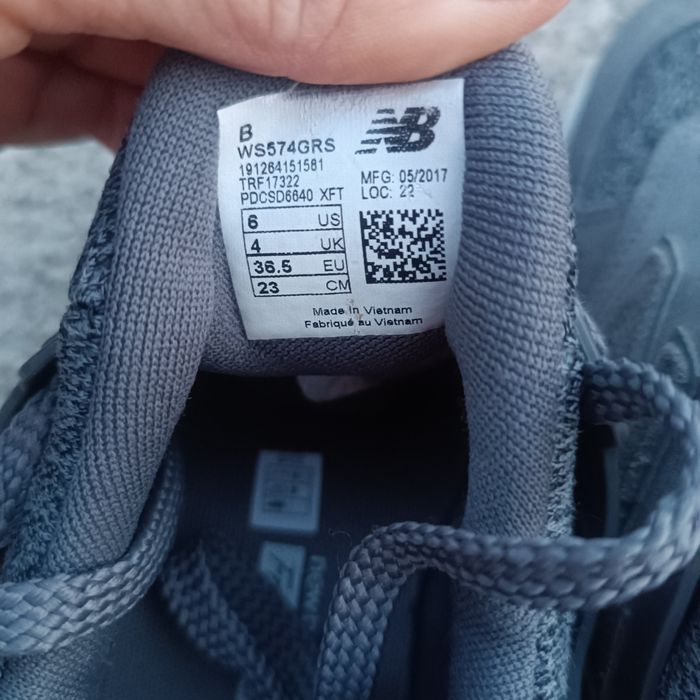 B
WS574GRS
191264151581
TRF17322
PDCSD6640 XFT
6 US
4 UK
36.5 EU
23 CM
NB
MFG: 05/2017
LOC: 22
Made in Vietnam
Fabriqué au Vietnam